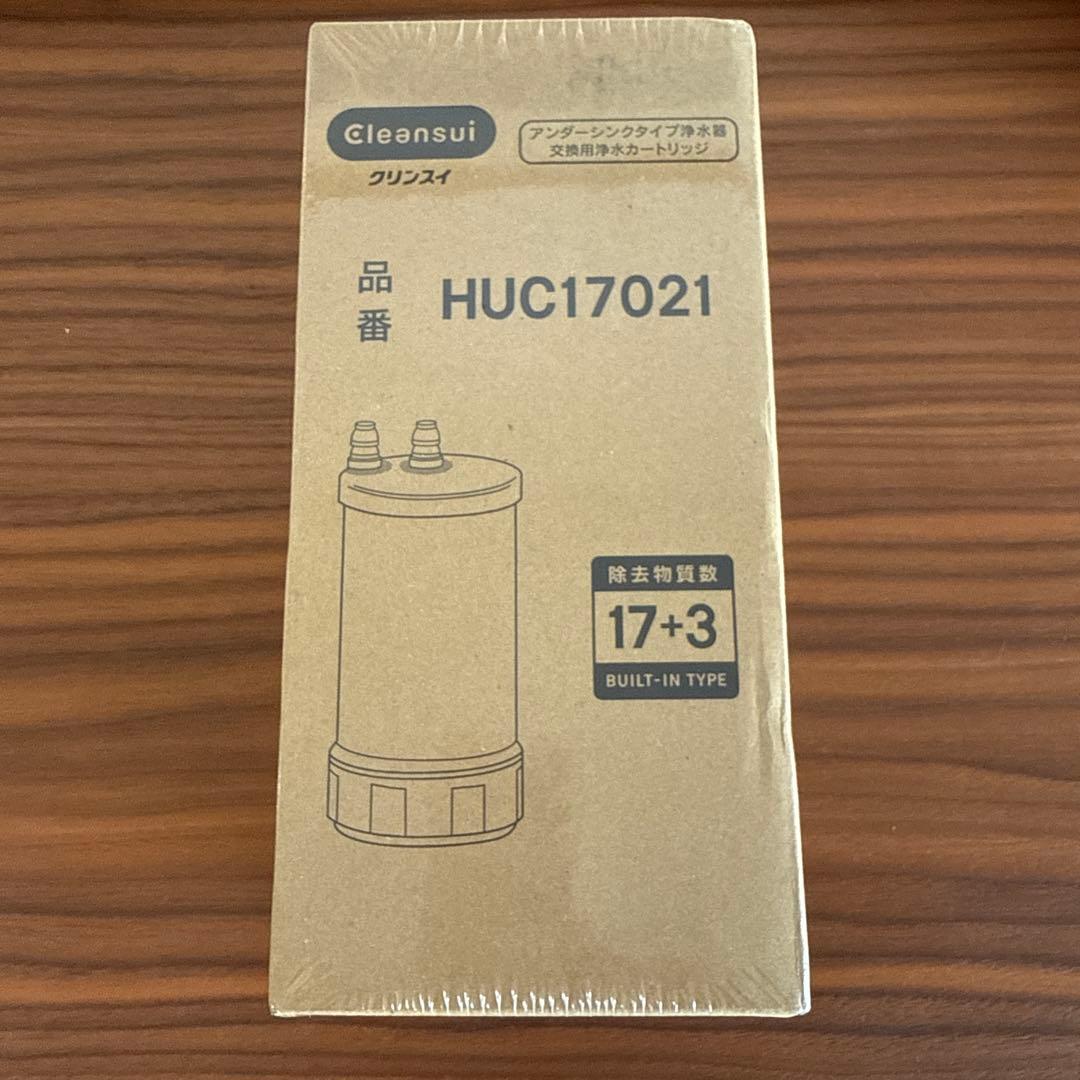 Cleansui
クリンスイ
アンダーシンクタイプ浄水器
交換用浄水カートリッジ
品番
HUC17021
除去物質数
17+3
BUILT-IN TYPE